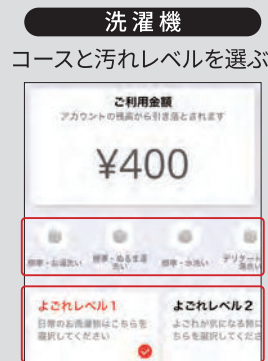 洗濯機
コースと汚れレベルを選ぶ
ご利用金額
アカウントの残高から引き落とされます
¥400
標準・お湯洗い 標準・ぬるま湯洗い 標準・水洗い デリケート
よごれレベル1 よごれレベル2
日常のお洗濯物はこちらを よごれが気になる時に
選択してください ちらを選択してくださ